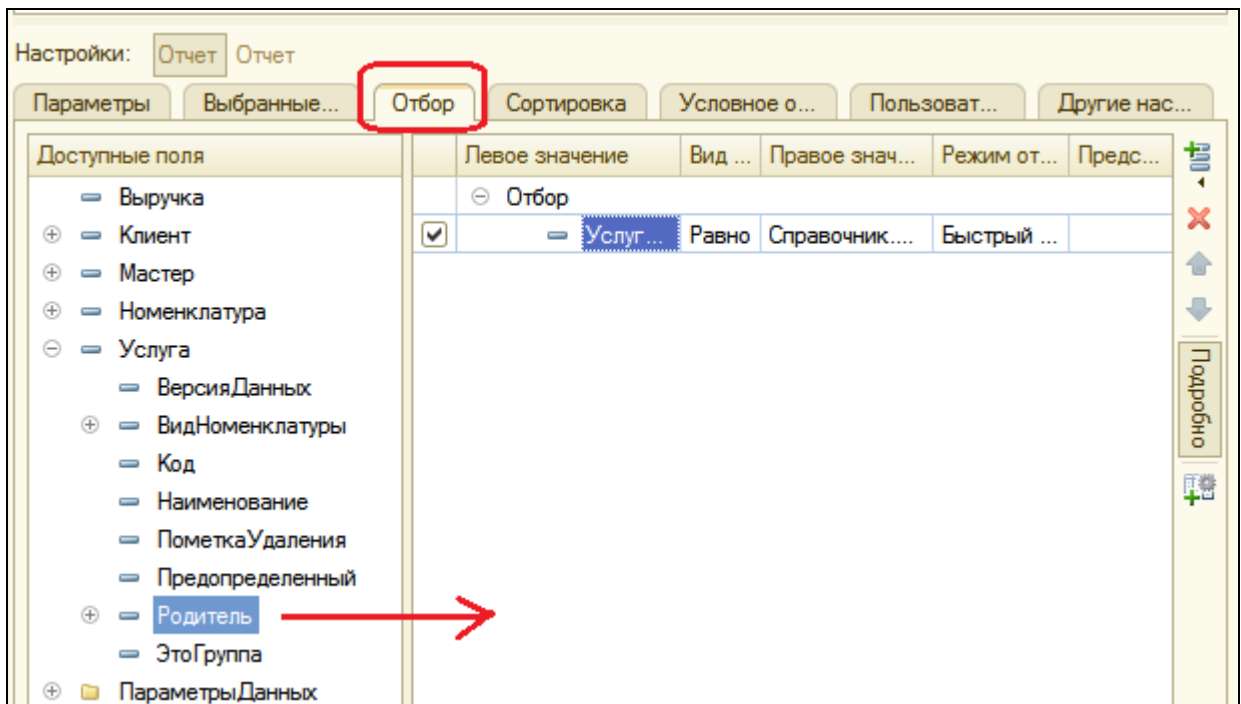 Настройки: Отчет Отчет
Параметры Выбранные... Отбор Сортировка Условное о... Пользоват... Другие нас...
Доступные поля Левое значение Вид ... Правое знач... Режим от... Предс...
Выручка Отбор
Клиент Услуг... Равно Справочник.... Быстрый ...
Мастер
Номенклатура
Услуга
ВерсияДанных
ВидНоменклатуры
Код
Наименование
ПометкаУдаления
Предопределенный
Родитель
ЭтоГруппа
ПараметрыДанных
Подробно